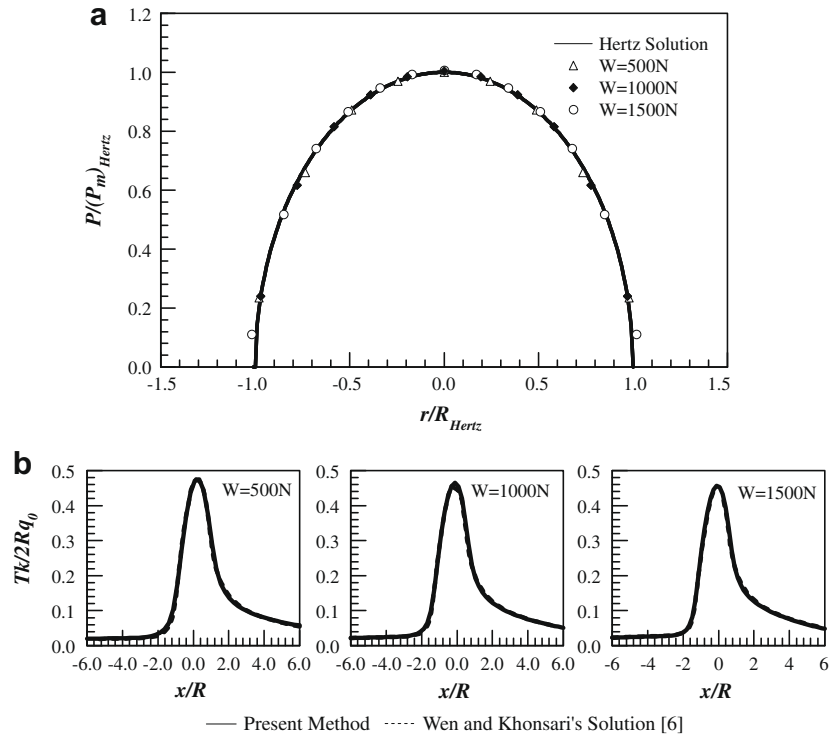 a
1.2
1.0
0.8
0.6
0.4
0.2
0.0
P/(P_m)_Hertz
Hertz Solution
W=500N
W=1000N
W=1500N
-1.5 -1.0 -0.5 0.0 0.5 1.0 1.5
r/R_Hertz
b
Tk/2Rq_0
0.5
0.4
0.3
0.2
0.1
0.0
W=500N
-6.0 -4.0 -2.0 0.0 2.0 4.0 6.0
x/R
0.5
0.4
0.3
0.2
0.1
0.0
W=1000N
-6.0 -4.0 -2.0 0.0 2.0 4.0 6.0
x/R
0.5
0.4
0.3
0.2
0.1
0.0
W=1500N
-6 -4 -2 0 2 4 6
x/R
Present Method Wen and Khonsari's Solution [6]